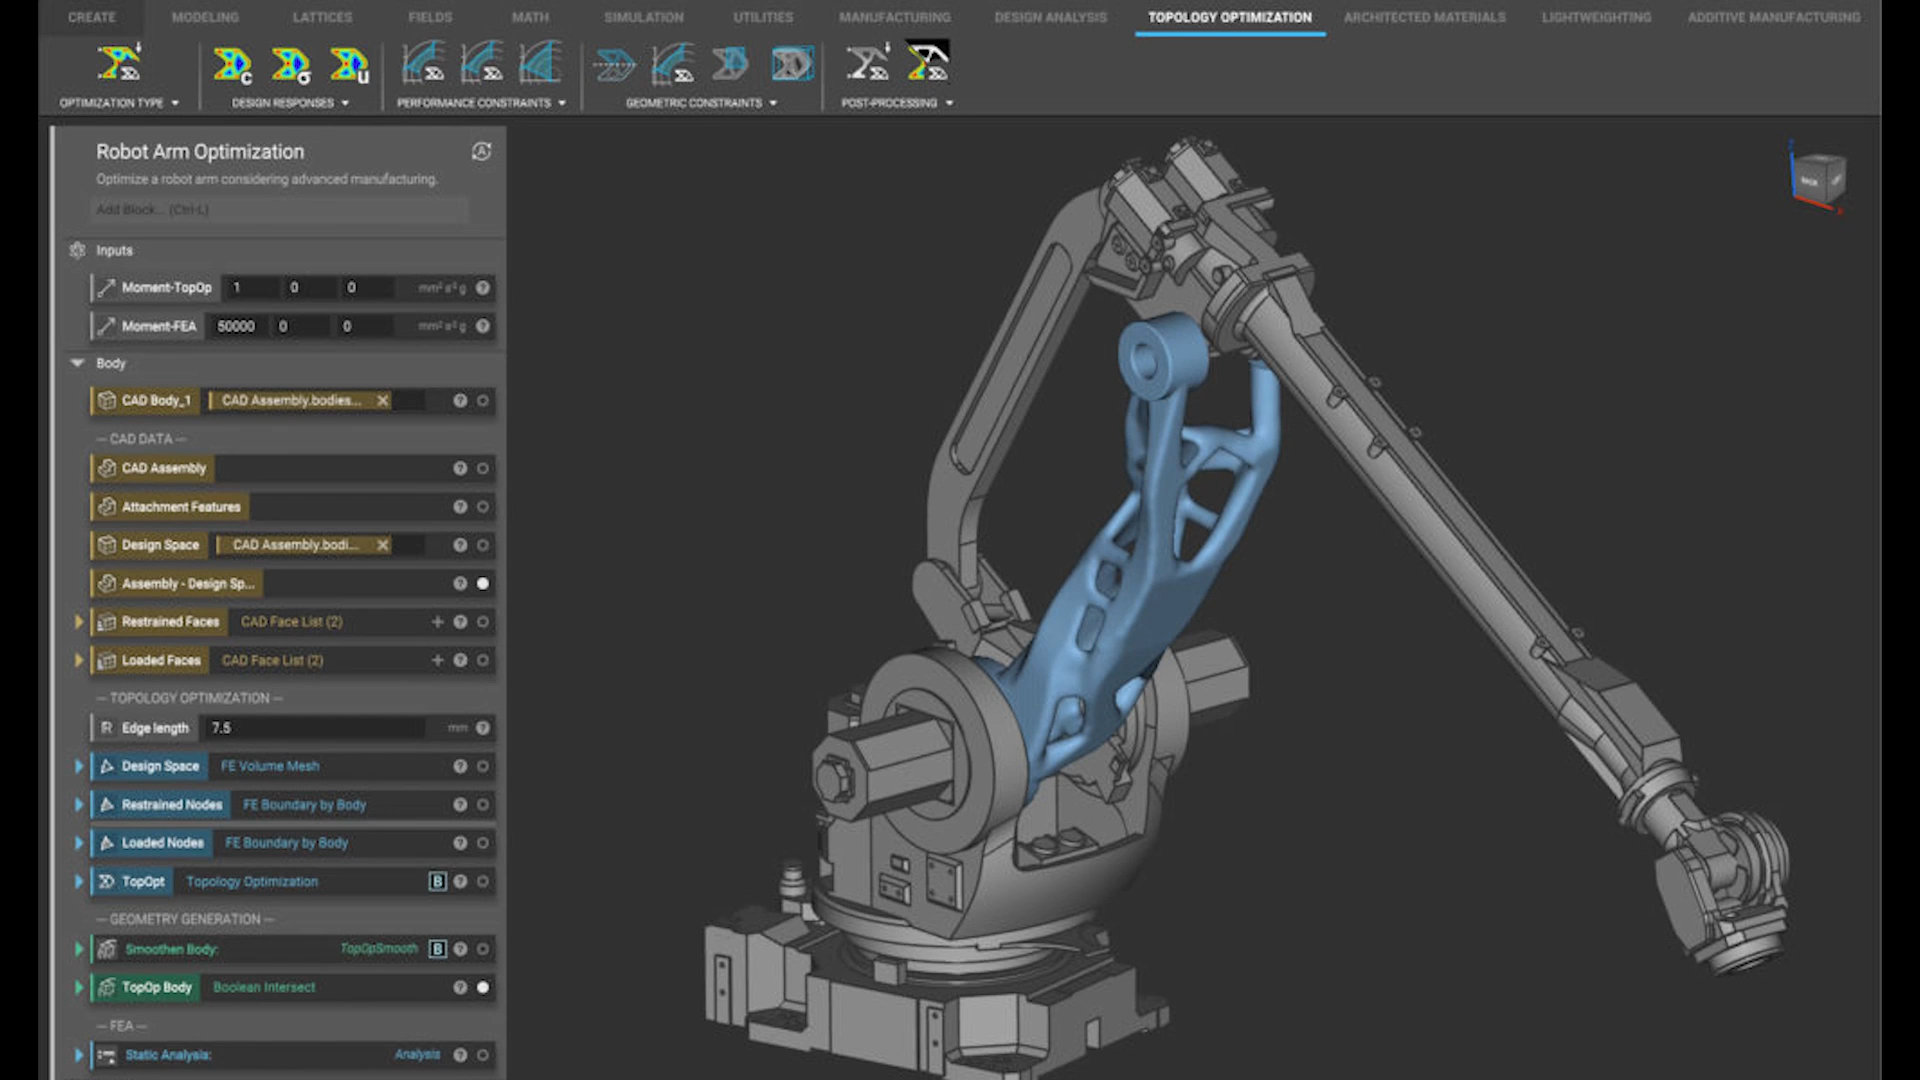 CREATE MODELING LATTICES FIELDS MATH SIMULATION UTILITIES MANUFACTURING DESIGN ANALYSIS TOPOLOGY OPTIMIZATION ARCHITECTED MATERIALS LIGHTWEIGHTING ADDITIVE MANUFACTURING
C σ U
OPTIMIZATION TYPE DESIGN RESPONSES PERFORMANCE CONSTRAINTS GEOMETRIC CONSTRAINTS POST-PROCESSING
Robot Arm Optimization
Optimize a robot arm considering advanced manufacturing.
Add Block... (Ctrl-L)
Inputs
Moment-TopOp 1 0 0
Moment-FEA 50000 0 0
Body
CAD Body_1 CAD Assembly.bodies...
— CAD DATA —
CAD Assembly
Attachment Features
Design Space CAD Assembly.bodi...
Assembly - Design Sp...
Restrained Faces CAD Face List (2)
Loaded Faces CAD Face List (2)
— TOPOLOGY OPTIMIZATION —
R Edge length 7.5 mm
Design Space FE Volume Mesh
Restrained Nodes FE Boundary by Body
Loaded Nodes FE Boundary by Body
TopOpt Topology Optimization B
— GEOMETRY GENERATION —
Smoothen Body: TopOpSmooth B
TopOp Body Boolean Intersect
— FEA —
Static Analysis: Analysis
BACK